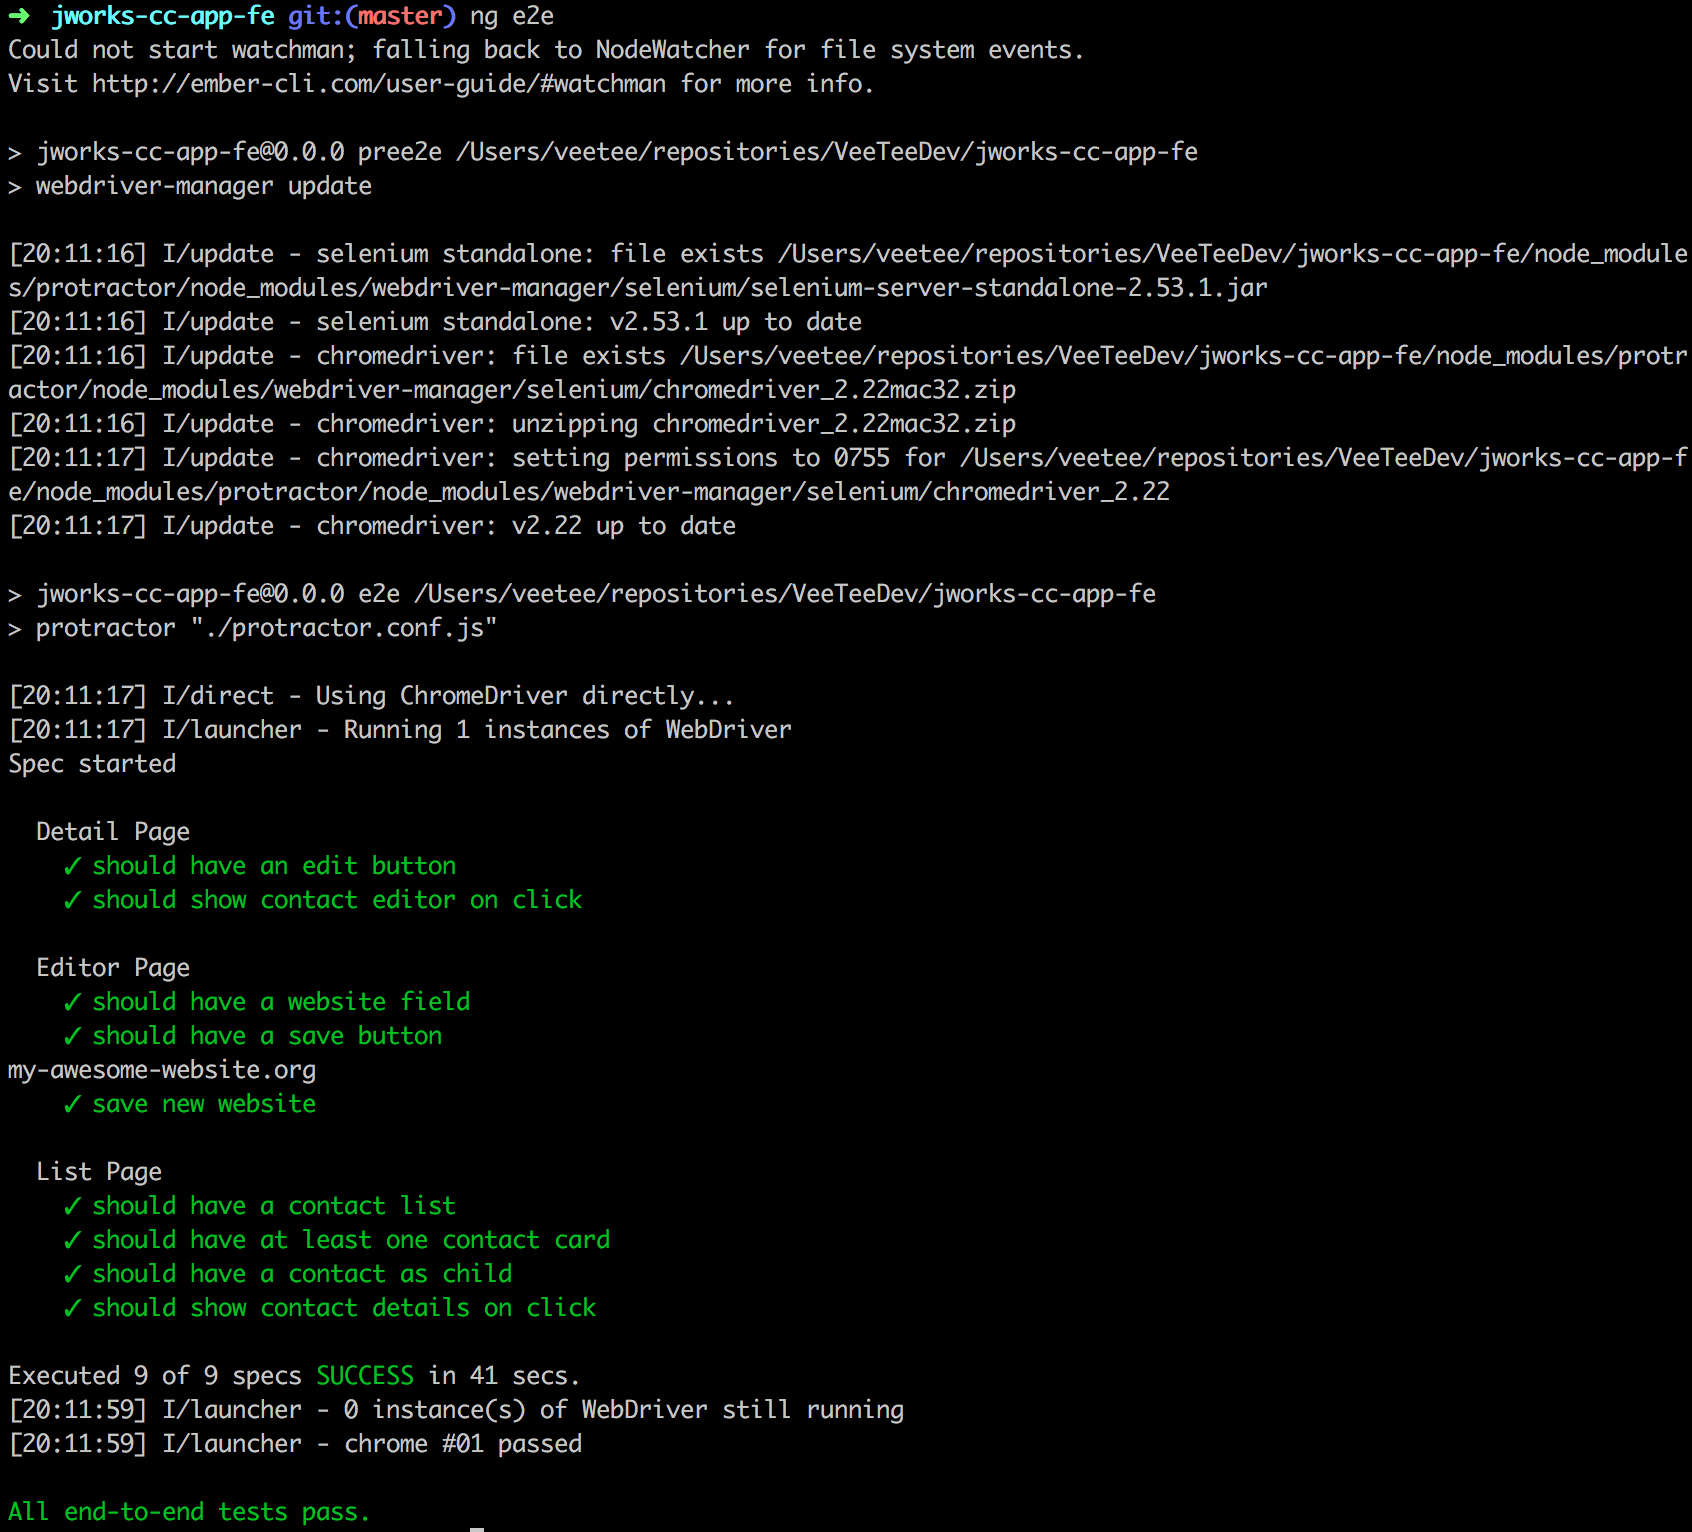 ➜ jworks-cc-app-fe git:(master) ng e2e
Could not start watchman; falling back to NodeWatcher for file system events.
Visit http://ember-cli.com/user-guide/#watchman for more info.
> jworks-cc-app-fe@0.0.0 pree2e /Users/veetee/repositories/VeeTeeDev/jworks-cc-app-fe
> webdriver-manager update
[20:11:16] I/update - selenium standalone: file exists /Users/veetee/repositories/VeeTeeDev/jworks-cc-app-fe/node_module
s/protractor/node_modules/webdriver-manager/selenium/selenium-server-standalone-2.53.1.jar
[20:11:16] I/update - selenium standalone: v2.53.1 up to date
[20:11:16] I/update - chromedriver: file exists /Users/veetee/repositories/VeeTeeDev/jworks-cc-app-fe/node_modules/protr
actor/node_modules/webdriver-manager/selenium/chromedriver_2.22mac32.zip
[20:11:16] I/update - chromedriver: unzipping chromedriver_2.22mac32.zip
[20:11:17] I/update - chromedriver: setting permissions to 0755 for /Users/veetee/repositories/VeeTeeDev/jworks-cc-app-f
e/node_modules/protractor/node_modules/webdriver-manager/selenium/chromedriver_2.22
[20:11:17] I/update - chromedriver: v2.22 up to date
> jworks-cc-app-fe@0.0.0 e2e /Users/veetee/repositories/VeeTeeDev/jworks-cc-app-fe
> protractor "./protractor.conf.js"
[20:11:17] I/direct - Using ChromeDriver directly...
[20:11:17] I/launcher - Running 1 instances of WebDriver
Spec started
Detail Page
✓ should have an edit button
✓ should show contact editor on click
Editor Page
✓ should have a website field
✓ should have a save button
my-awesome-website.org
✓ save new website
List Page
✓ should have a contact list
✓ should have at least one contact card
✓ should have a contact as child
✓ should show contact details on click
Executed 9 of 9 specs SUCCESS in 41 secs.
[20:11:59] I/launcher - 0 instance(s) of WebDriver still running
[20:11:59] I/launcher - chrome #01 passed
All end-to-end tests pass.